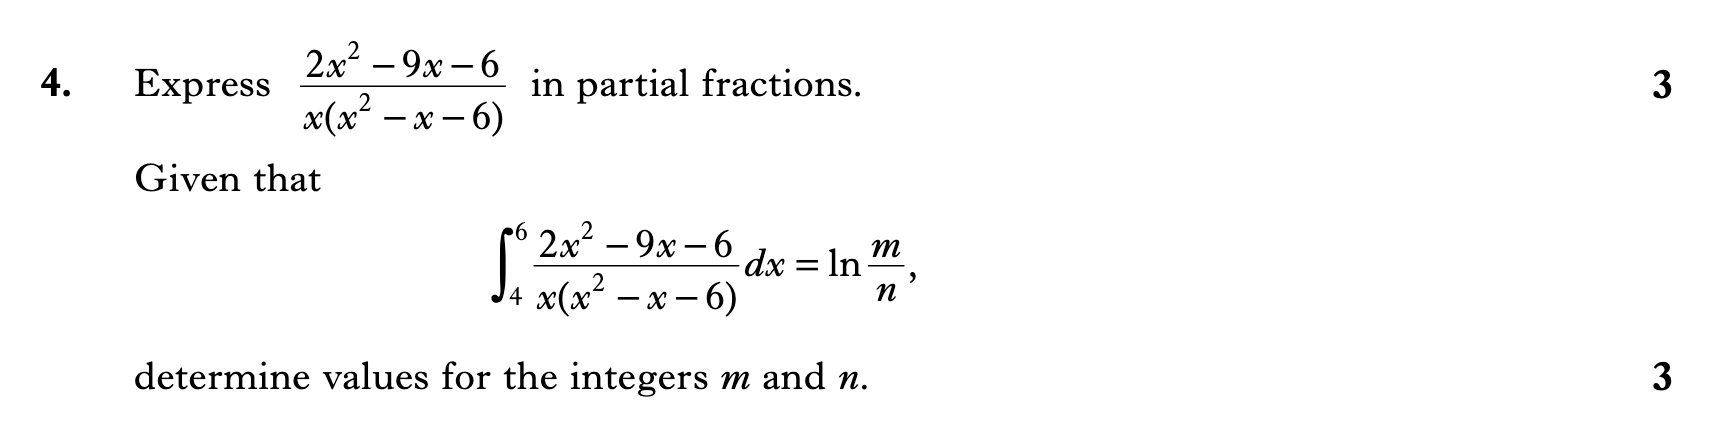 4. Express \frac{2x^2 - 9x - 6}{x(x^2 - x - 6)} in partial fractions. 3
Given that
\int_4^6 \frac{2x^2 - 9x - 6}{x(x^2 - x - 6)} dx = \ln \frac{m}{n},
determine values for the integers m and n. 3